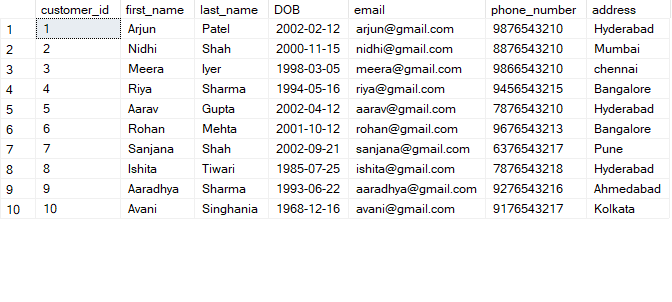 customer_id first_name last_name DOB email phone_number address
1 1 Arjun Patel 2002-02-12 arjun@gmail.com 9876543210 Hyderabad
2 2 Nidhi Shah 2000-11-15 nidhi@gmail.com 8876543210 Mumbai
3 3 Meera Iyer 1998-03-05 meera@gmail.com 9866543210 chennai
4 4 Riya Sharma 1994-05-16 riya@gmail.com 9456543215 Bangalore
5 5 Aarav Gupta 2002-04-12 aarav@gmail.com 7876543210 Hyderabad
6 6 Rohan Mehta 2001-10-12 rohan@gmail.com 9676543213 Bangalore
7 7 Sanjana Shah 2002-09-21 sanjana@gmail.com 6376543217 Pune
8 8 Ishita Tiwari 1985-07-25 ishita@gmail.com 7876543218 Hyderabad
9 9 Aaradhya Sharma 1993-06-22 aaradhya@gmail.com 9276543216 Ahmedabad
10 10 Avani Singhania 1968-12-16 avani@gmail.com 9176543217 Kolkata